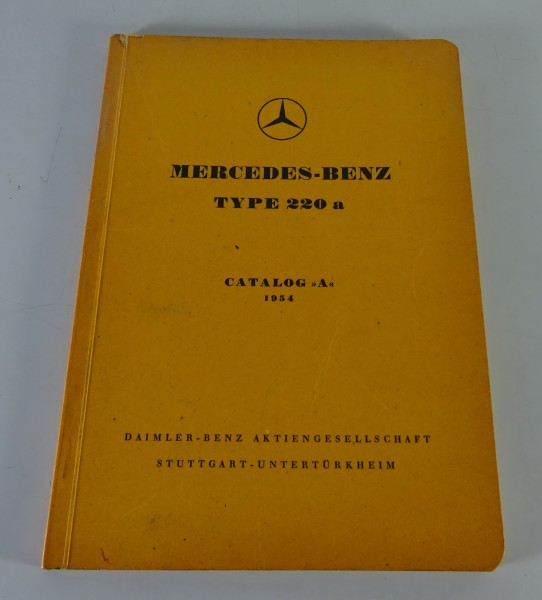 MERCEDES-BENZ
TYPE 220 a
CATALOG »A«
1954
DAIMLER-BENZ AKTIENGESELLSCHAFT
STUTTGART-UNTERTÜRKHEIM